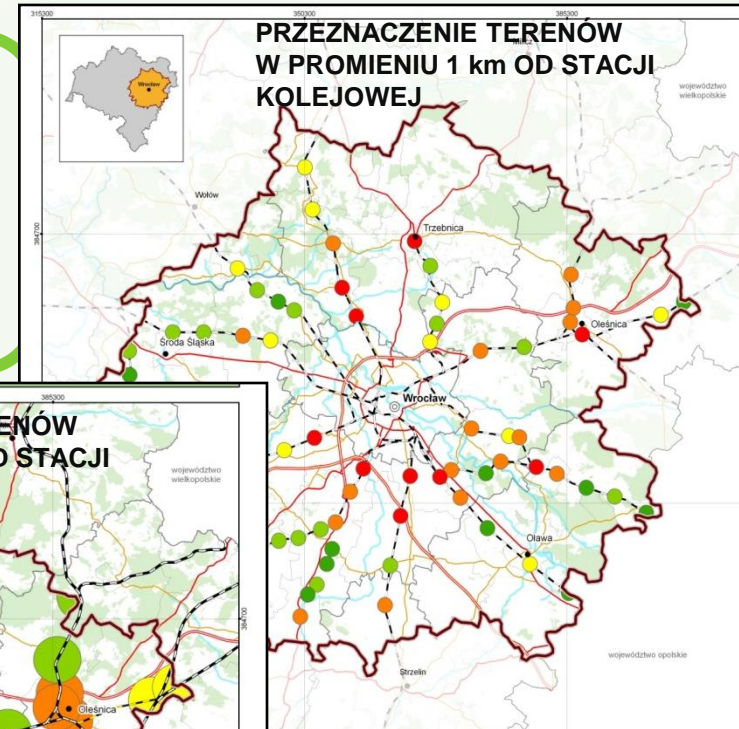 315300
350300
385300
PRZEZNACZENIE TERENÓW
W PROMIENIU 1 km OD STACJI
KOLEJOWEJ
Wrocław
województwo
wielkopolskie
Wołów
384700
Trzebnica
Oleśnica
Środa Śląska
Wrocław
Oława
Strzelin
województwo opolskie
385300
ENÓW
O STACJI
województwo
wielkopolskie
384700
Oleśnica